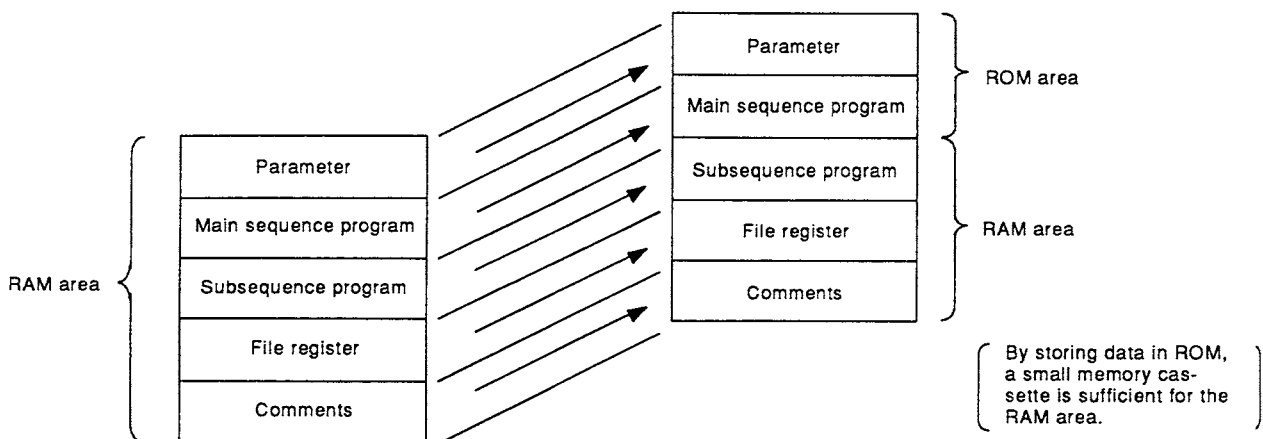 RAM area
Parameter
Main sequence program
Subsequence program
File register
Comments
Parameter
Main sequence program
Subsequence program
File register
Comments
ROM area
RAM area
By storing data in ROM,
a small memory cas-
sette is sufficient for the
RAM area.